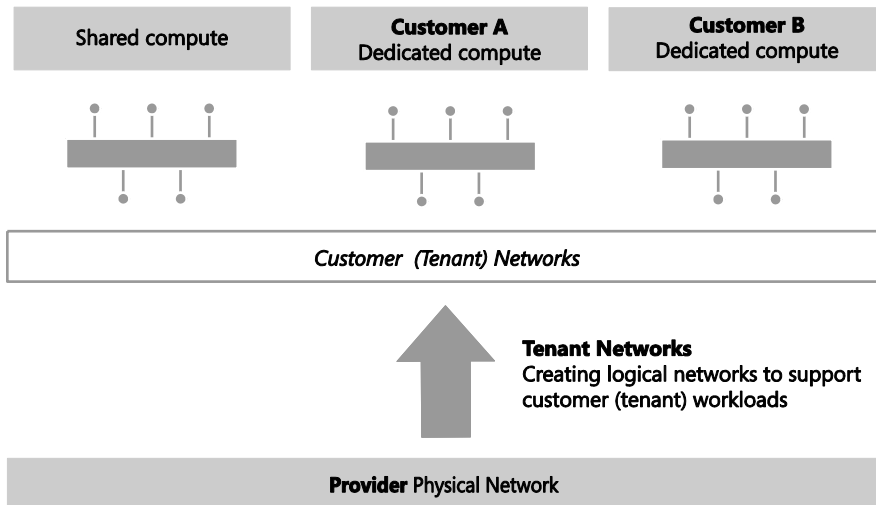 Shared compute
Customer A
Dedicated compute
Customer B
Dedicated compute
Customer (Tenant) Networks
Tenant Networks
Creating logical networks to support
customer (tenant) workloads
Provider Physical Network